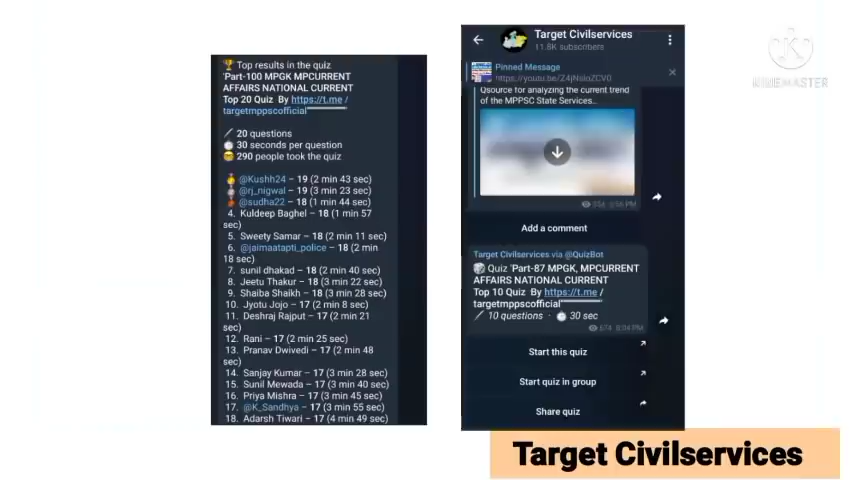 Top results in the quiz
'Part-100 MPGK MPCURRENT
AFFAIRS NATIONAL CURRENT
Top 20 Quiz By https://t.me/
targetmppscofficial
20 questions
30 seconds per question
290 people took the quiz
@Kushh24 – 19 (2 min 43 sec)
@rj_nigwal – 19 (3 min 23 sec)
@sudha22 – 18 (1 min 44 sec)
4. Kuldeep Baghel – 18 (1 min 57
sec)
5. Sweety Samar – 18 (2 min 11 sec)
6. @jaimaatapti_police – 18 (2 min
18 sec)
7. sunil dhakad – 18 (2 min 40 sec)
8. Jeetu Thakur – 18 (3 min 22 sec)
9. Shaiba Shaikh – 18 (3 min 28 sec)
10. Jyotu Jojo – 17 (2 min 8 sec)
11. Deshraj Rajput – 17 (2 min 21
sec)
12. Rani – 17 (2 min 25 sec)
13. Pranav Dwivedi – 17 (2 min 48
sec)
14. Sanjay Kumar – 17 (3 min 28 sec)
15. Sunil Mewada – 17 (3 min 40 sec)
16. Priya Mishra – 17 (3 min 45 sec)
17. @K_Sandhya – 17 (3 min 55 sec)
18. Adarsh Tiwari – 17 (4 min 49 sec)
Target Civilservices
11.8K subscribers
Pinned Message
Qsource for analyzing the current trend
of the MPPSC State Services..
Add a comment
Target Civilservices via @QuizBot
Quiz 'Part-87 MPGK, MPCURRENT
AFFAIRS NATIONAL CURRENT
Top 10 Quiz By https://t.me/
targetmppscofficial
10 questions · 30 sec
674 8:04 PM
Start this quiz
Start quiz in group
Share quiz
KINEMASTER
Target Civilservices